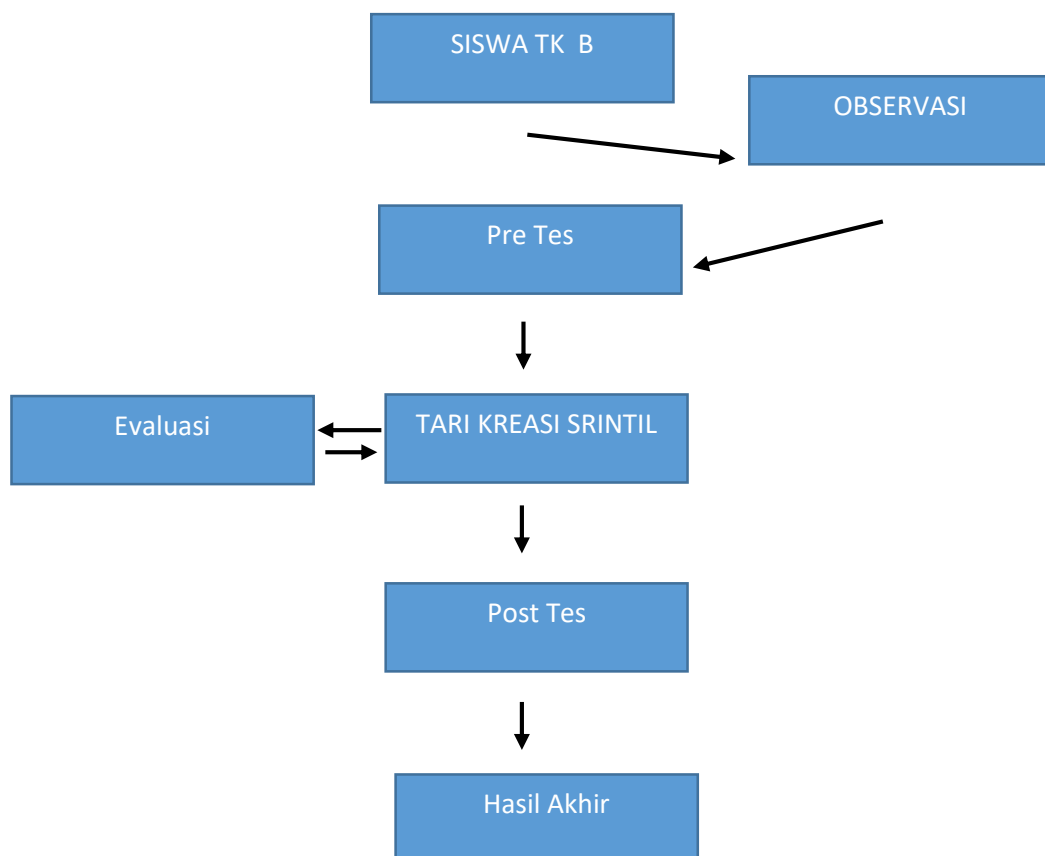 SISWA TK  B
OBSERVASI
Pre Tes
Evaluasi
TARI KREASI SRINTIL
Post Tes
Hasil Akhir